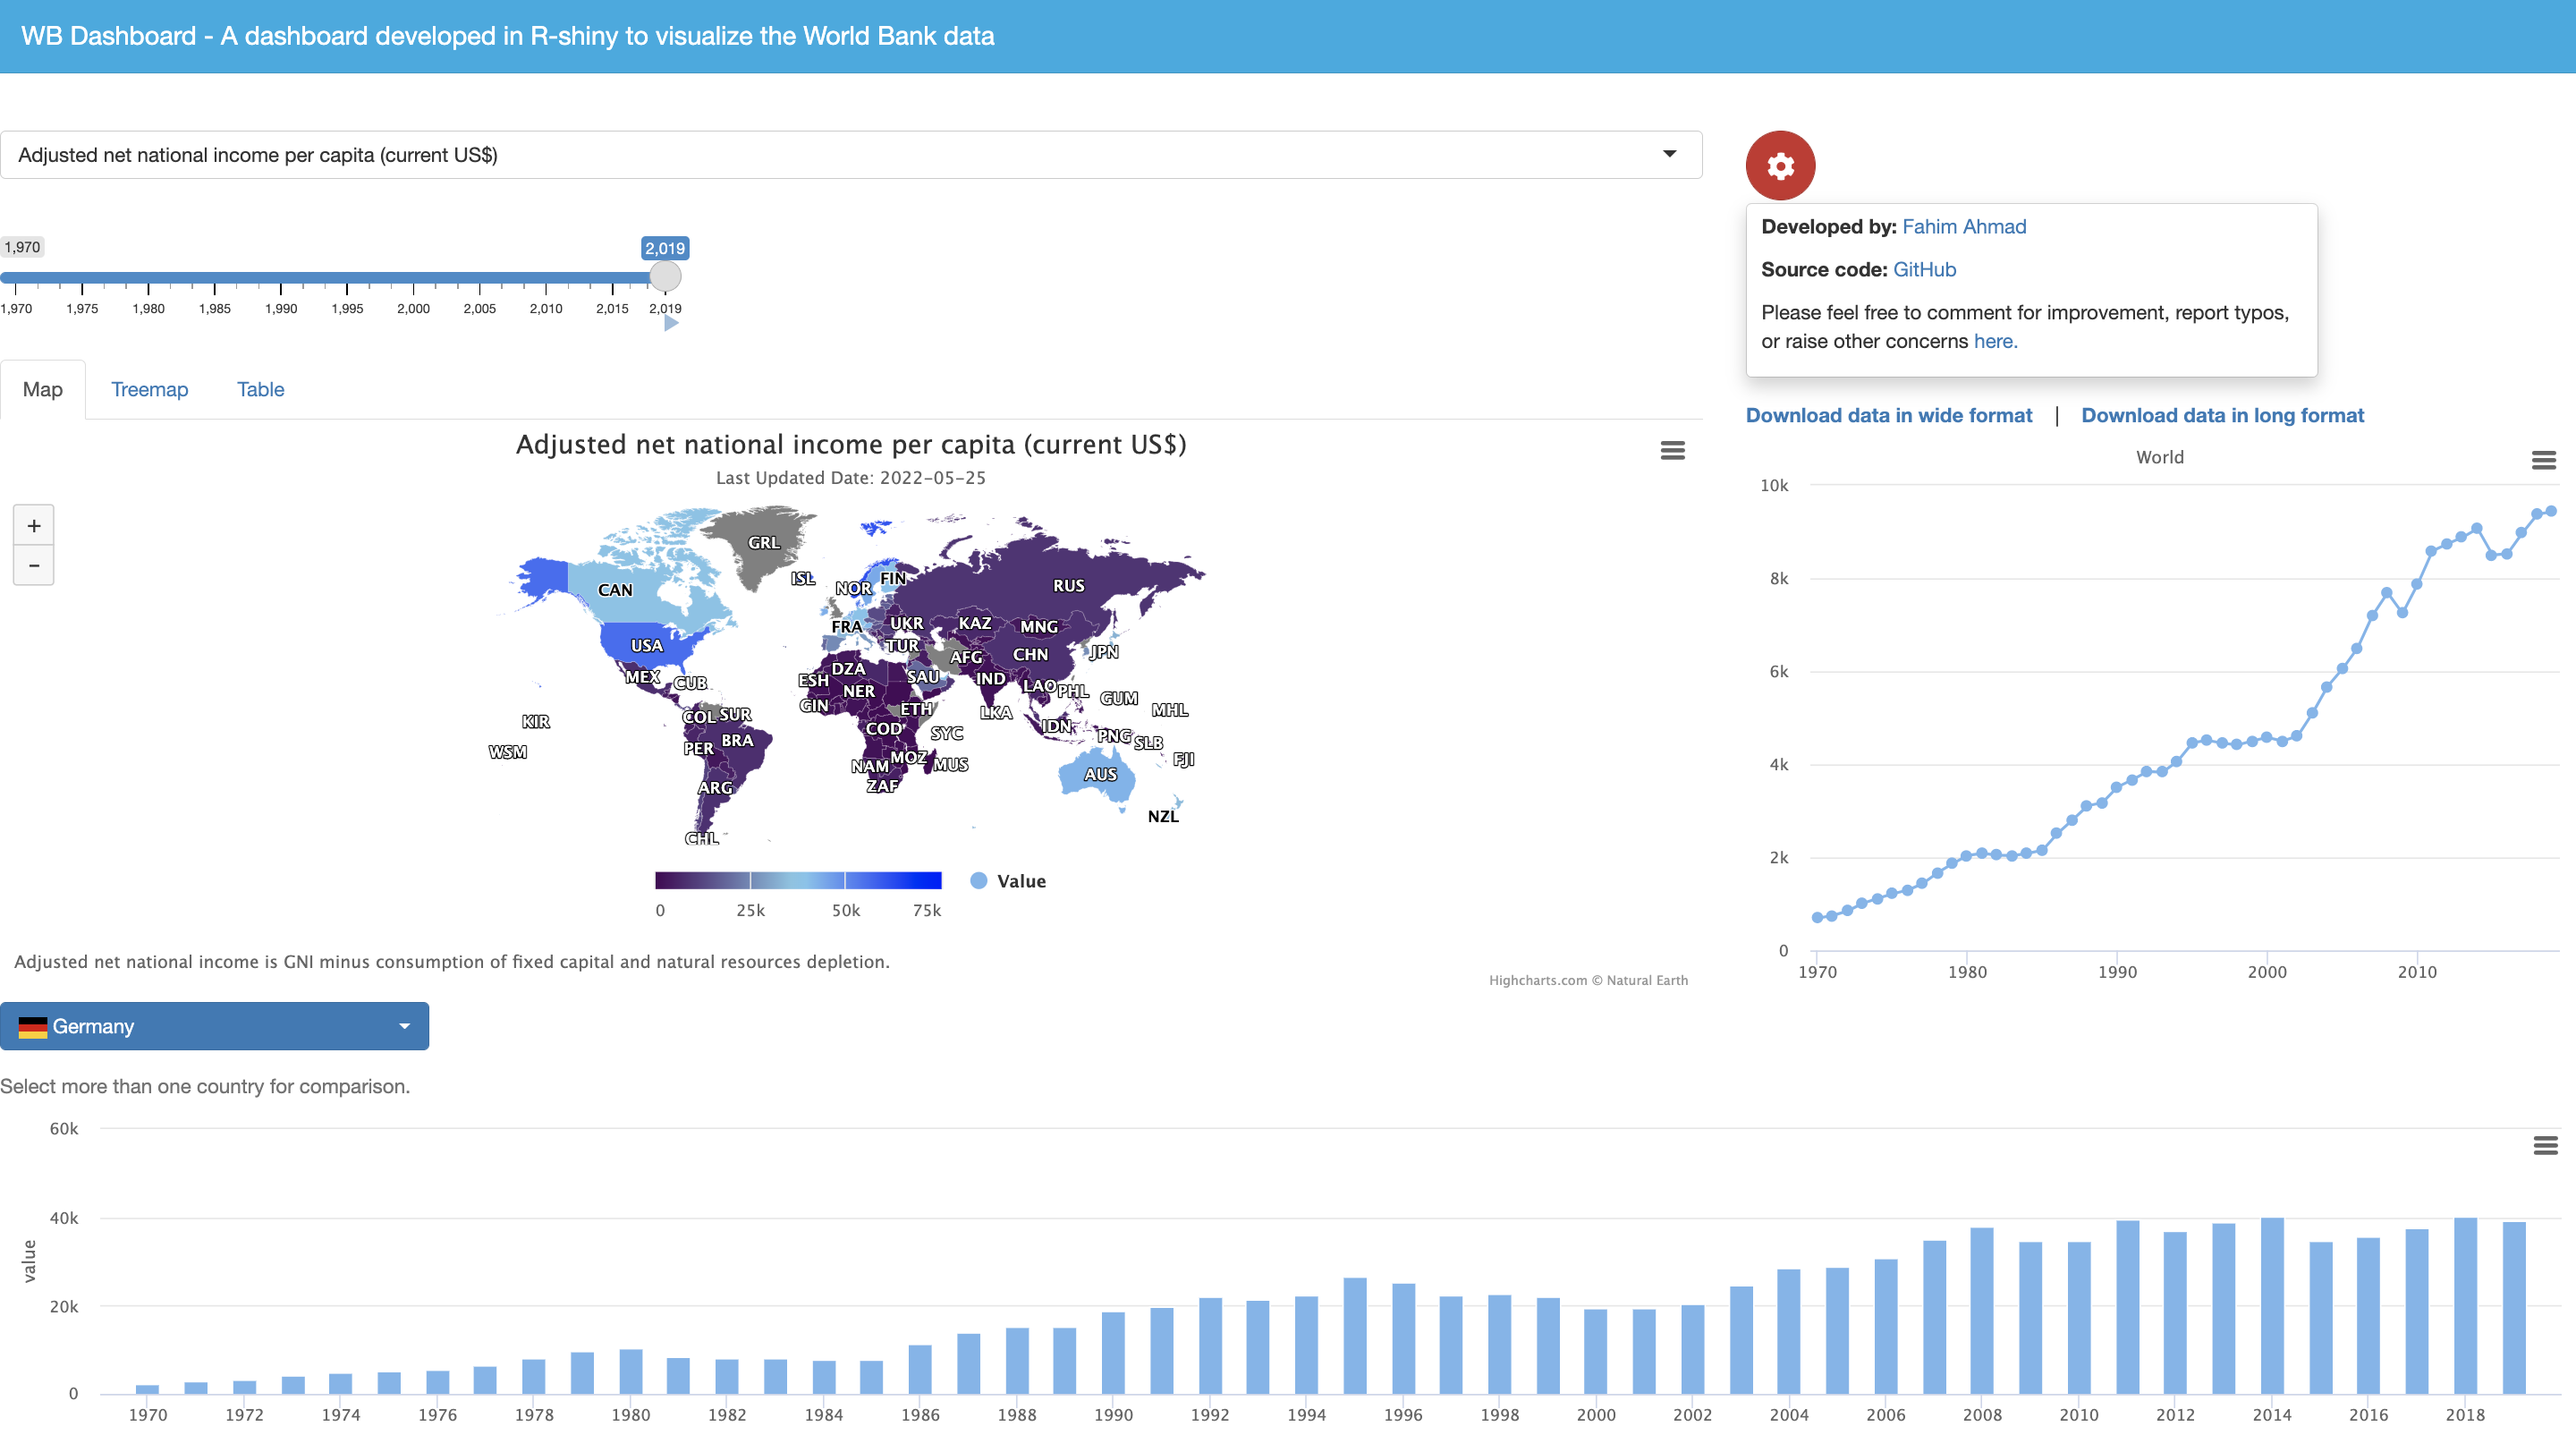 WB Dashboard - A dashboard developed in R-shiny to visualize the World Bank data
Adjusted net national income per capita (current US$)
1,970
2,019
1,970 1,975 1,980 1,985 1,990 1,995 2,000 2,005 2,010 2,015 2,019
Map Treemap Table
Adjusted net national income per capita (current US$)
Last Updated Date: 2022-05-25
+
-
GRL
ISL
NOR
FIN
CAN
RUS
FRA
UKR
KAZ
MNG
USA
TUR
AFG
CHN
JPN
MEX
CUB
ESH
DZA
SAU
IND
NER
LAO
PHL
GUM
MHL
GIN
ETH
LKA
KIR
COL
SUR
COD
SYC
IDN
PNG
SLB
WSM
PER
BRA
NAM
MOZ
MUS
FJI
AUS
ARG
ZAF
NZL
CHL
0 25k 50k 75k
Value
Adjusted net national income is GNI minus consumption of fixed capital and natural resources depletion.
Highcharts.com © Natural Earth
Developed by: Fahim Ahmad
Source code: GitHub
Please feel free to comment for improvement, report typos,
or raise other concerns here.
Download data in wide format | Download data in long format
World
10k
8k
6k
4k
2k
0
1970 1980 1990 2000 2010
Germany
Select more than one country for comparison.
value
60k
40k
20k
0
1970 1972 1974 1976 1978 1980 1982 1984 1986 1988 1990 1992 1994 1996 1998 2000 2002 2004 2006 2008 2010 2012 2014 2016 2018